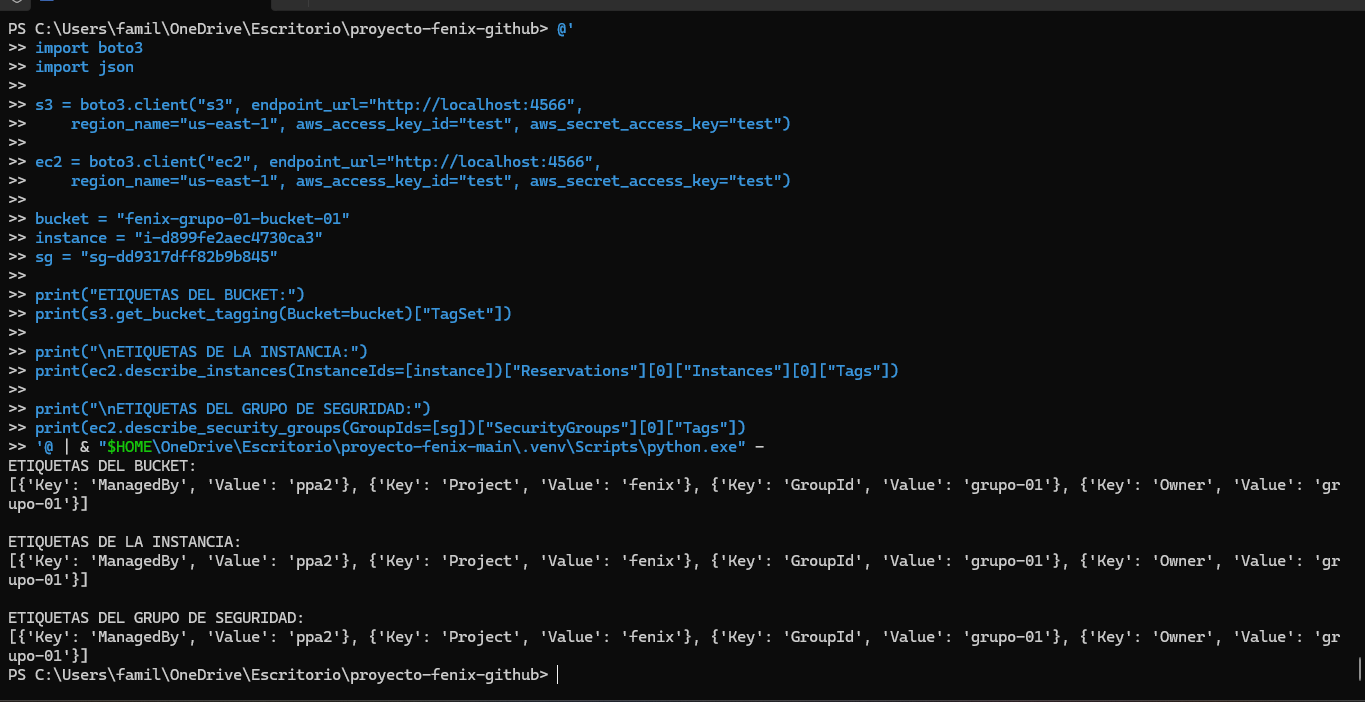 PS C:\Users\famil\OneDrive\Escritorio\proyecto-fenix-github> @'
>> import boto3
>> import json
>>
>> s3 = boto3.client("s3", endpoint_url="http://localhost:4566",
>>     region_name="us-east-1", aws_access_key_id="test", aws_secret_access_key="test")
>>
>> ec2 = boto3.client("ec2", endpoint_url="http://localhost:4566",
>>     region_name="us-east-1", aws_access_key_id="test", aws_secret_access_key="test")
>>
>> bucket = "fenix-grupo-01-bucket-01"
>> instance = "i-d899fe2aec4730ca3"
>> sg = "sg-dd9317dff82b9b845"
>>
>> print("ETIQUETAS DEL BUCKET:")
>> print(s3.get_bucket_tagging(Bucket=bucket)["TagSet"])
>>
>> print("\nETIQUETAS DE LA INSTANCIA:")
>> print(ec2.describe_instances(InstanceIds=[instance])["Reservations"][0]["Instances"][0]["Tags"])
>>
>> print("\nETIQUETAS DEL GRUPO DE SEGURIDAD:")
>> print(ec2.describe_security_groups(GroupIds=[sg])["SecurityGroups"][0]["Tags"])
>> '@ | & "$HOME\OneDrive\Escritorio\proyecto-fenix-main\.venv\Scripts\python.exe" -
ETIQUETAS DEL BUCKET:
[{'Key': 'ManagedBy', 'Value': 'ppa2'}, {'Key': 'Project', 'Value': 'fenix'}, {'Key': 'GroupId', 'Value': 'grupo-01'}, {'Key': 'Owner', 'Value': 'gr
upo-01'}]

ETIQUETAS DE LA INSTANCIA:
[{'Key': 'ManagedBy', 'Value': 'ppa2'}, {'Key': 'Project', 'Value': 'fenix'}, {'Key': 'GroupId', 'Value': 'grupo-01'}, {'Key': 'Owner', 'Value': 'gr
upo-01'}]

ETIQUETAS DEL GRUPO DE SEGURIDAD:
[{'Key': 'ManagedBy', 'Value': 'ppa2'}, {'Key': 'Project', 'Value': 'fenix'}, {'Key': 'GroupId', 'Value': 'grupo-01'}, {'Key': 'Owner', 'Value': 'gr
upo-01'}]
PS C:\Users\famil\OneDrive\Escritorio\proyecto-fenix-github>